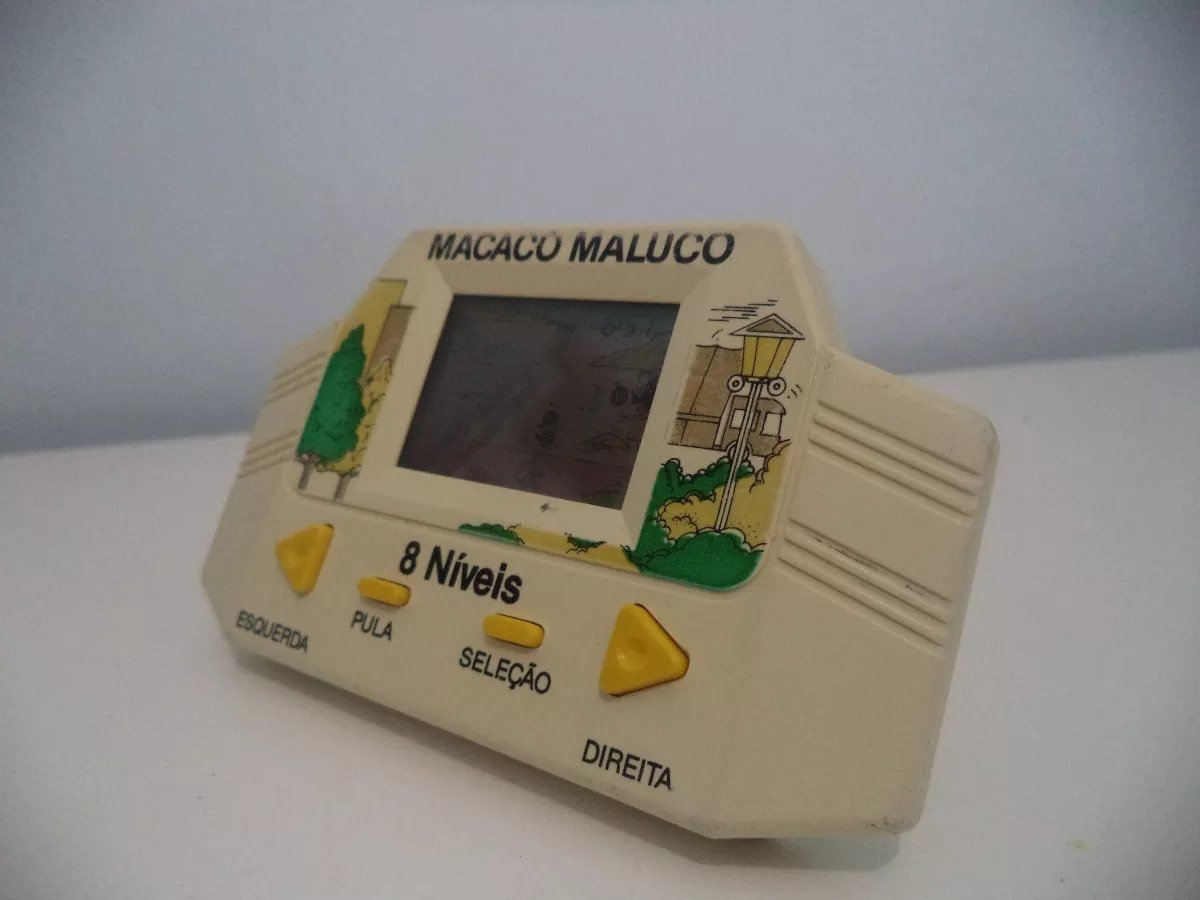 MACACO MALUCO
8 Níveis
ESQUERDA
PULA
SELEÇÃO
DIREITA